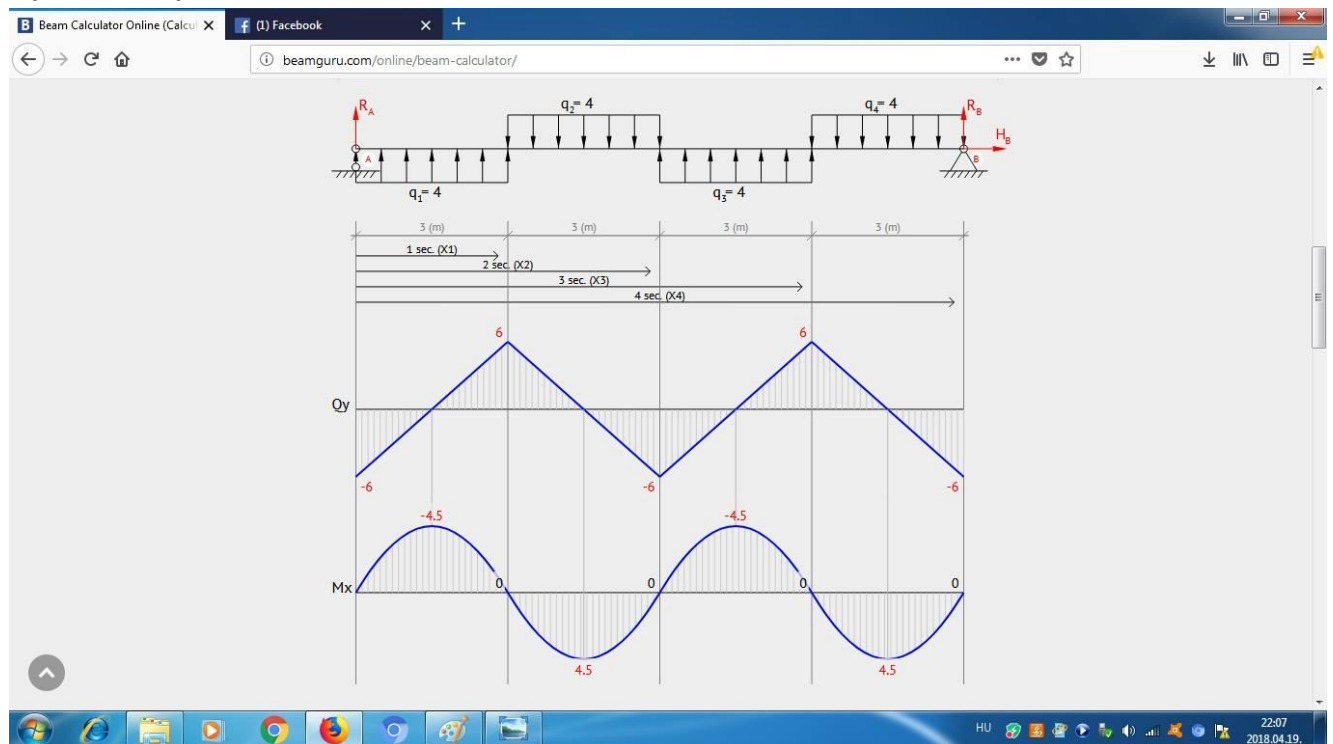 B Beam Calculator Online (Calcul
f (1) Facebook
beamguru.com/online/beam-calculator/
RA q2= 4 q4= 4 RB
HB
A B
q1= 4 q3= 4
3 (m) 3 (m) 3 (m) 3 (m)
1 sec. (X1)
2 sec. (X2)
3 sec. (X3)
4 sec. (X4)
6 6
Qy
-6 -6 -6
-4.5 -4.5
Mx 0 0 0 0
4.5 4.5
HU 22:07
2018.04.19.